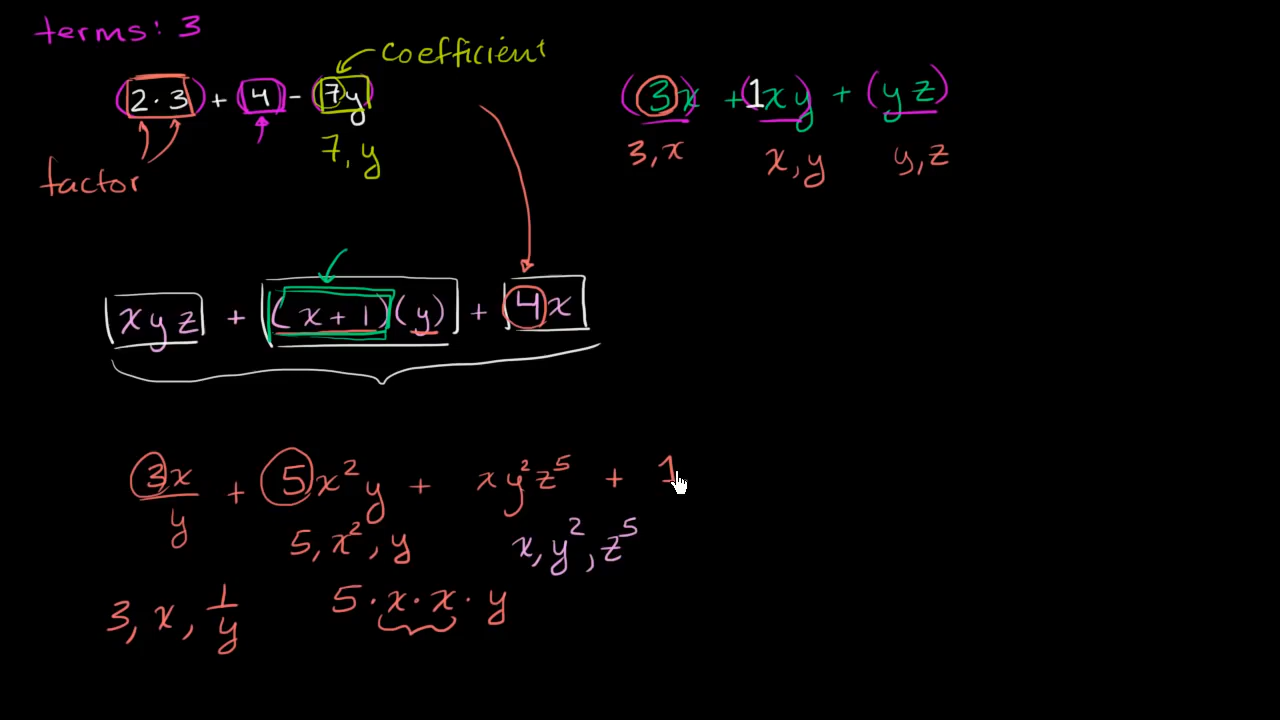 terms: 3
coefficient
(2·3) + 4 - (7y)
(3x) + (1xy) + (yz)
7, y
3, x
x, y
y, z
factor
xyz + (x+1)(y) + 4x
3x/y + 5x²y + xy²z⁵ + 1
5, x², y
x, y², z⁵
3, x, 1/y
5·x·x·y